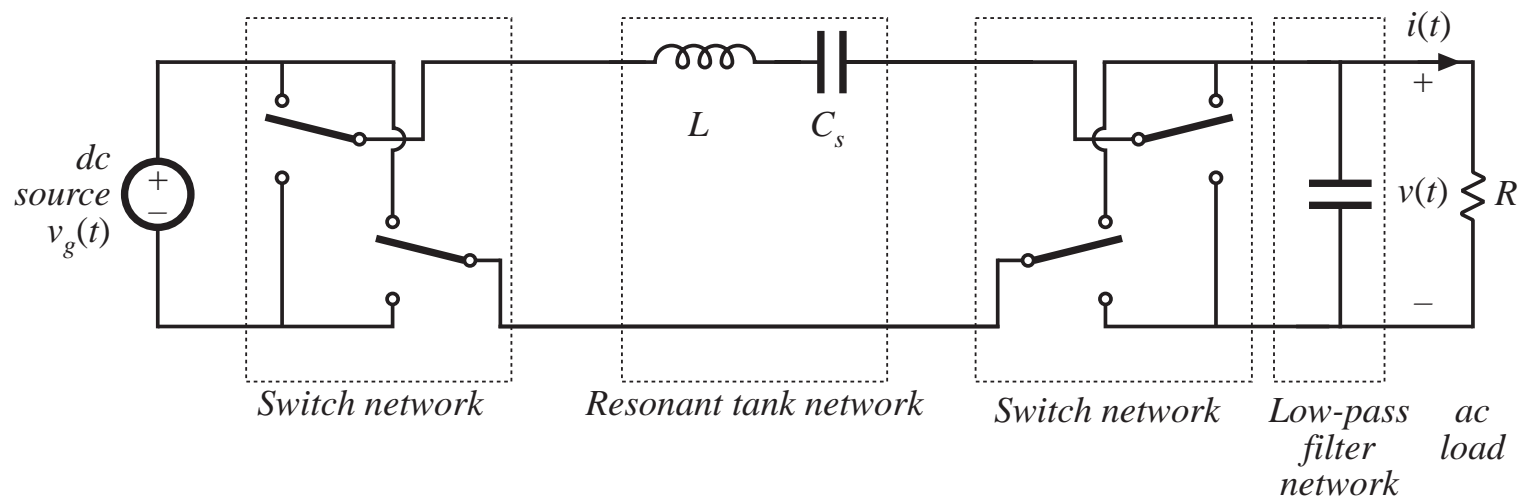 dc
source
v_g(t)
+
−
Switch network
L
C_s
Resonant tank network
Switch network
Low-pass
filter
network
i(t)
+
v(t)
−
R
ac
load